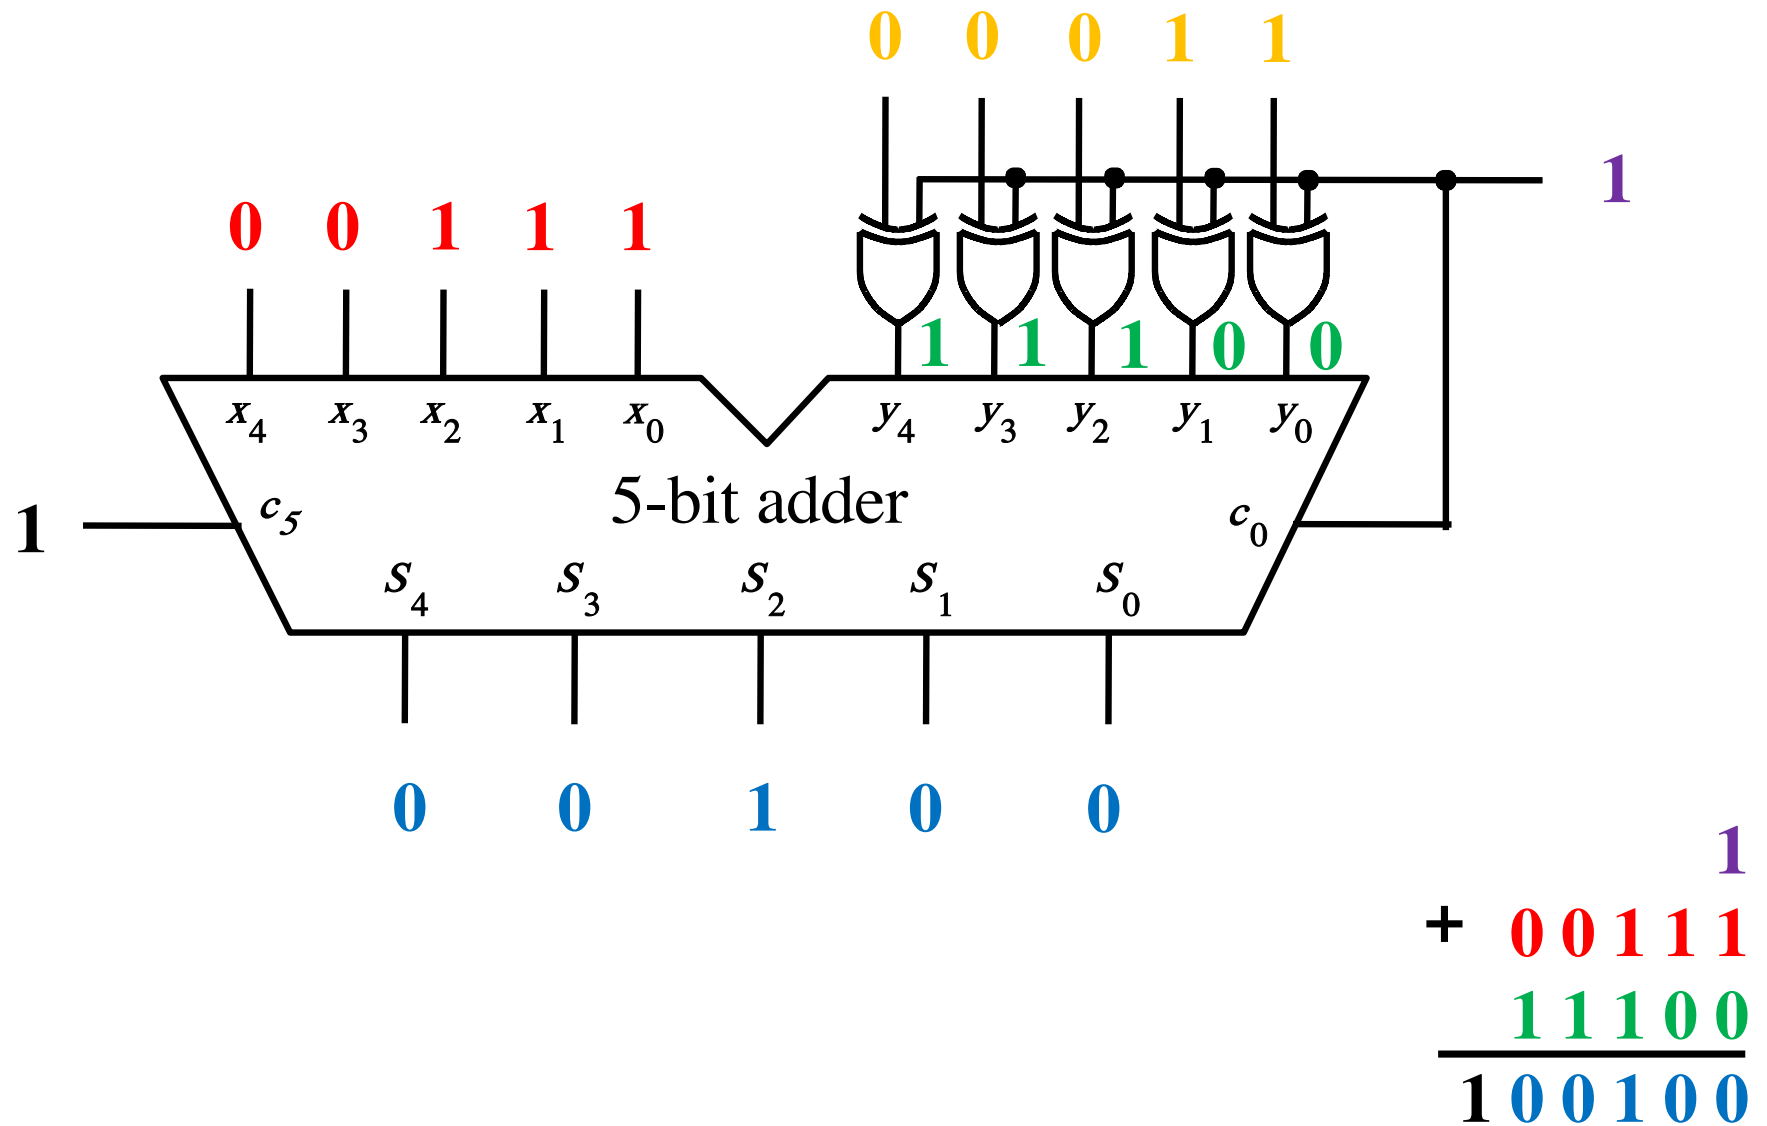 0 0 0 1 1
1
0 0 1 1 1
1 1 1 0 0
x4 x3 x2 x1 x0 y4 y3 y2 y1 y0
1 c5 5-bit adder c0
S4 S3 S2 S1 S0
0 0 1 0 0
1
+ 0 0 1 1 1
1 1 1 0 0
1 0 0 1 0 0